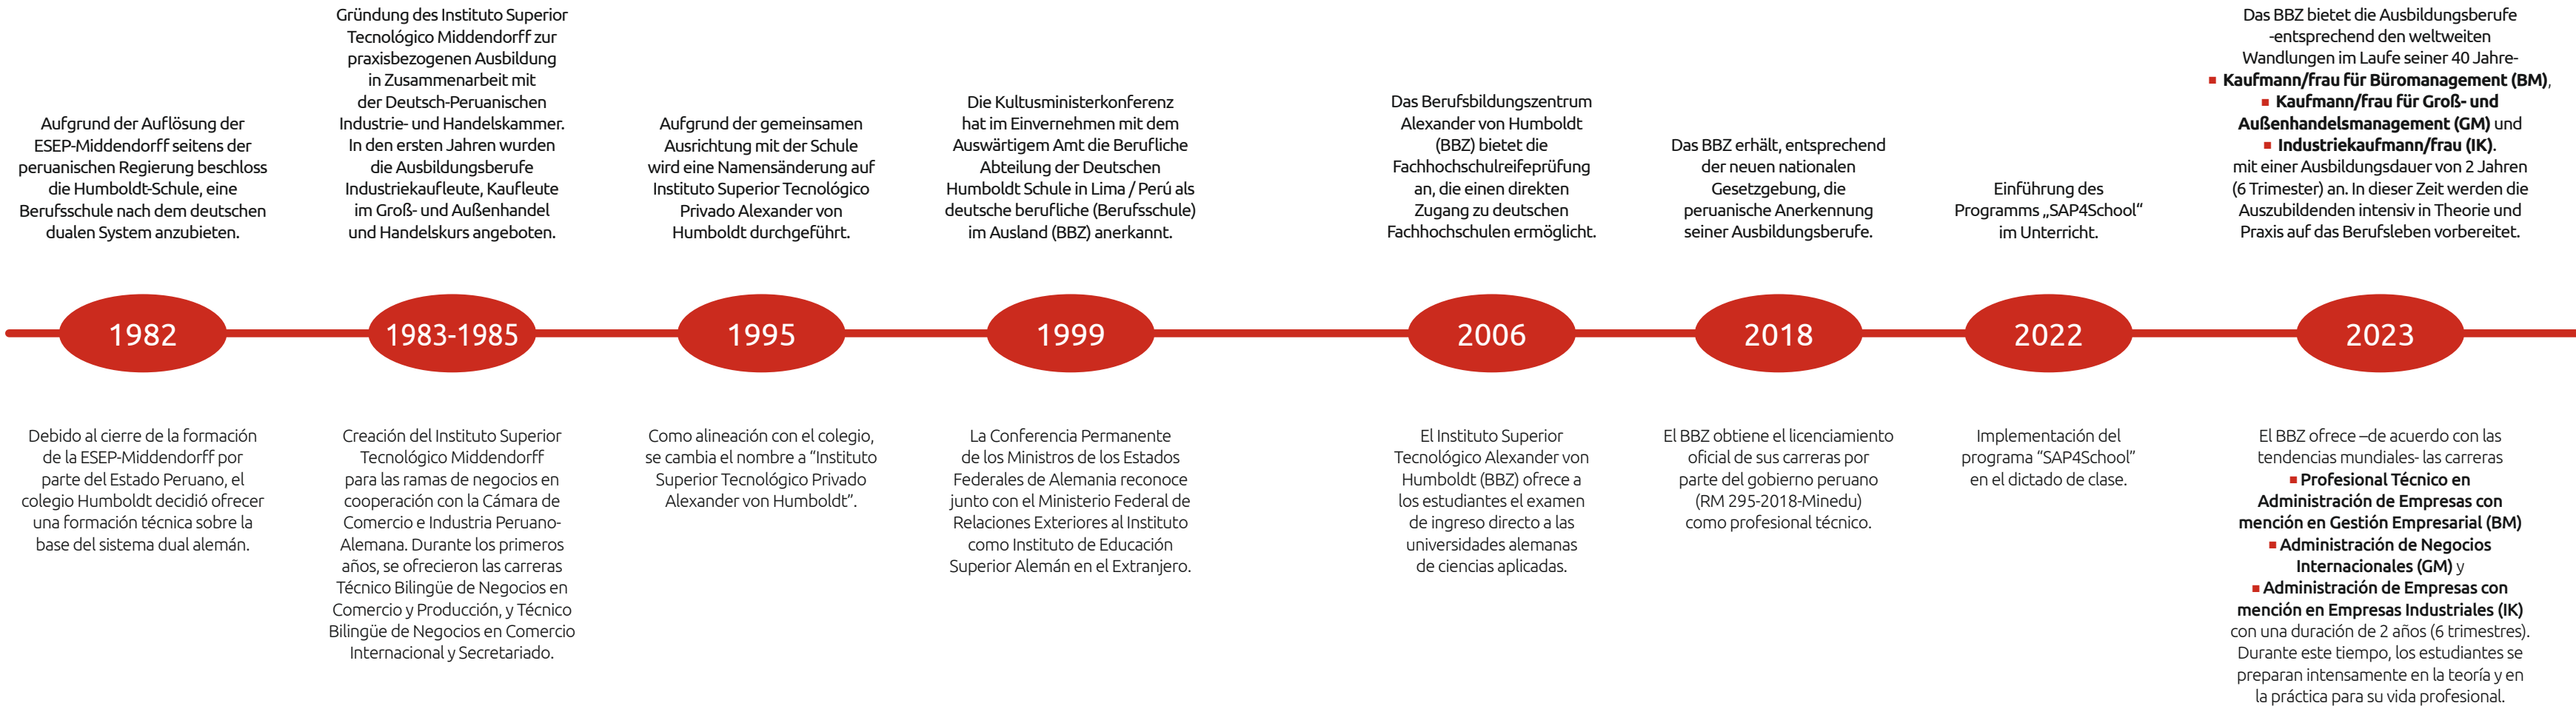 Aufgrund der Auflösung der
ESEP-Middendorff seitens der
peruanischen Regierung beschloss
die Humboldt-Schule, eine
Berufsschule nach dem deutschen
dualen System anzubieten.
Gründung des Instituto Superior
Tecnológico Middendorff zur
praxisbezogenen Ausbildung
in Zusammenarbeit mit
der Deutsch-Peruanischen
Industrie- und Handelskammer.
In den ersten Jahren wurden
die Ausbildungsberufe
Industriekaufleute, Kaufleute
im Groß- und Außenhandel
und Handelskurs angeboten.
Aufgrund der gemeinsamen
Ausrichtung mit der Schule
wird eine Namensänderung auf
Instituto Superior Tecnológico
Privado Alexander von
Humboldt durchgeführt.
Die Kultusministerkonferenz
hat im Einvernehmen mit dem
Auswärtigem Amt die Berufliche
Abteilung der Deutschen
Humboldt Schule in Lima / Perú als
deutsche berufliche (Berufsschule)
im Ausland (BBZ) anerkannt.
Das Berufsbildungszentrum
Alexander von Humboldt
(BBZ) bietet die
Fachhochschulreifeprüfung
an, die einen direkten
Zugang zu deutschen
Fachhochschulen ermöglicht.
Das BBZ erhält, entsprechend
der neuen nationalen
Gesetzgebung, die
peruanische Anerkennung
seiner Ausbildungsberufe.
Einführung des
Programms „SAP4School“
im Unterricht.
Das BBZ bietet die Ausbildungsberufe
-entsprechend den weltweiten
Wandlungen im Laufe seiner 40 Jahre-
▪ Kaufmann/frau für Büromanagement (BM),
▪ Kaufmann/frau für Groß- und
Außenhandelsmanagement (GM) und
▪ Industriekaufmann/frau (IK).
mit einer Ausbildungsdauer von 2 Jahren
(6 Trimester) an. In dieser Zeit werden die
Auszubildenden intensiv in Theorie und
Praxis auf das Berufsleben vorbereitet.
1982
1983-1985
1995
1999
2006
2018
2022
2023
Debido al cierre de la formación
de la ESEP-Middendorff por
parte del Estado Peruano, el
colegio Humboldt decidió ofrecer
una formación técnica sobre la
base del sistema dual alemán.
Creación del Instituto Superior
Tecnológico Middendorff
para las ramas de negocios en
cooperación con la Cámara de
Comercio e Industria Peruano-
Alemana. Durante los primeros
años, se ofrecieron las carreras
Técnico Bilingüe de Negocios en
Comercio y Producción, y Técnico
Bilingüe de Negocios en Comercio
Internacional y Secretariado.
Como alineación con el colegio,
se cambia el nombre a “Instituto
Superior Tecnológico Privado
Alexander von Humboldt”.
La Conferencia Permanente
de los Ministros de los Estados
Federales de Alemania reconoce
junto con el Ministerio Federal de
Relaciones Exteriores al Instituto
como Instituto de Educación
Superior Alemán en el Extranjero.
El Instituto Superior
Tecnológico Alexander von
Humboldt (BBZ) ofrece a
los estudiantes el examen
de ingreso directo a las
universidades alemanas
de ciencias aplicadas.
El BBZ obtiene el licenciamiento
oficial de sus carreras por
parte del gobierno peruano
(RM 295-2018-Minedu)
como profesional técnico.
Implementación del
programa “SAP4School”
en el dictado de clase.
El BBZ ofrece –de acuerdo con las
tendencias mundiales- las carreras
▪ Profesional Técnico en
Administración de Empresas con
mención en Gestión Empresarial (BM)
▪ Administración de Negocios
Internacionales (GM) y
▪ Administración de Empresas con
mención en Empresas Industriales (IK)
con una duración de 2 años (6 trimestres).
Durante este tiempo, los estudiantes se
preparan intensamente en la teoría y en
la práctica para su vida profesional.